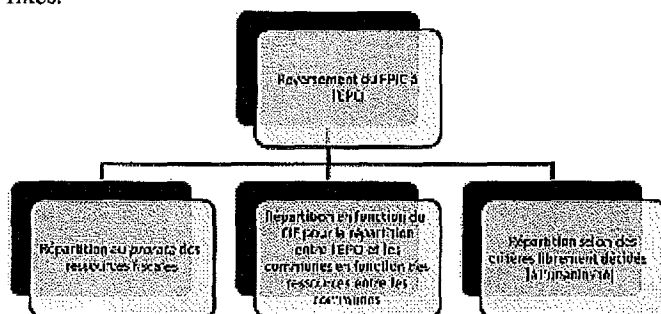 Reversement du FPIC à
l'EPCI
Répartition au prorata des
ressources fiscales
Répartition en fonction du
CIF pour la répartition
entre l'EPCI et les
communes en fonction des
ressources entre les
communes
Répartition selon des
critères librement décidés
(à l'unanimité)